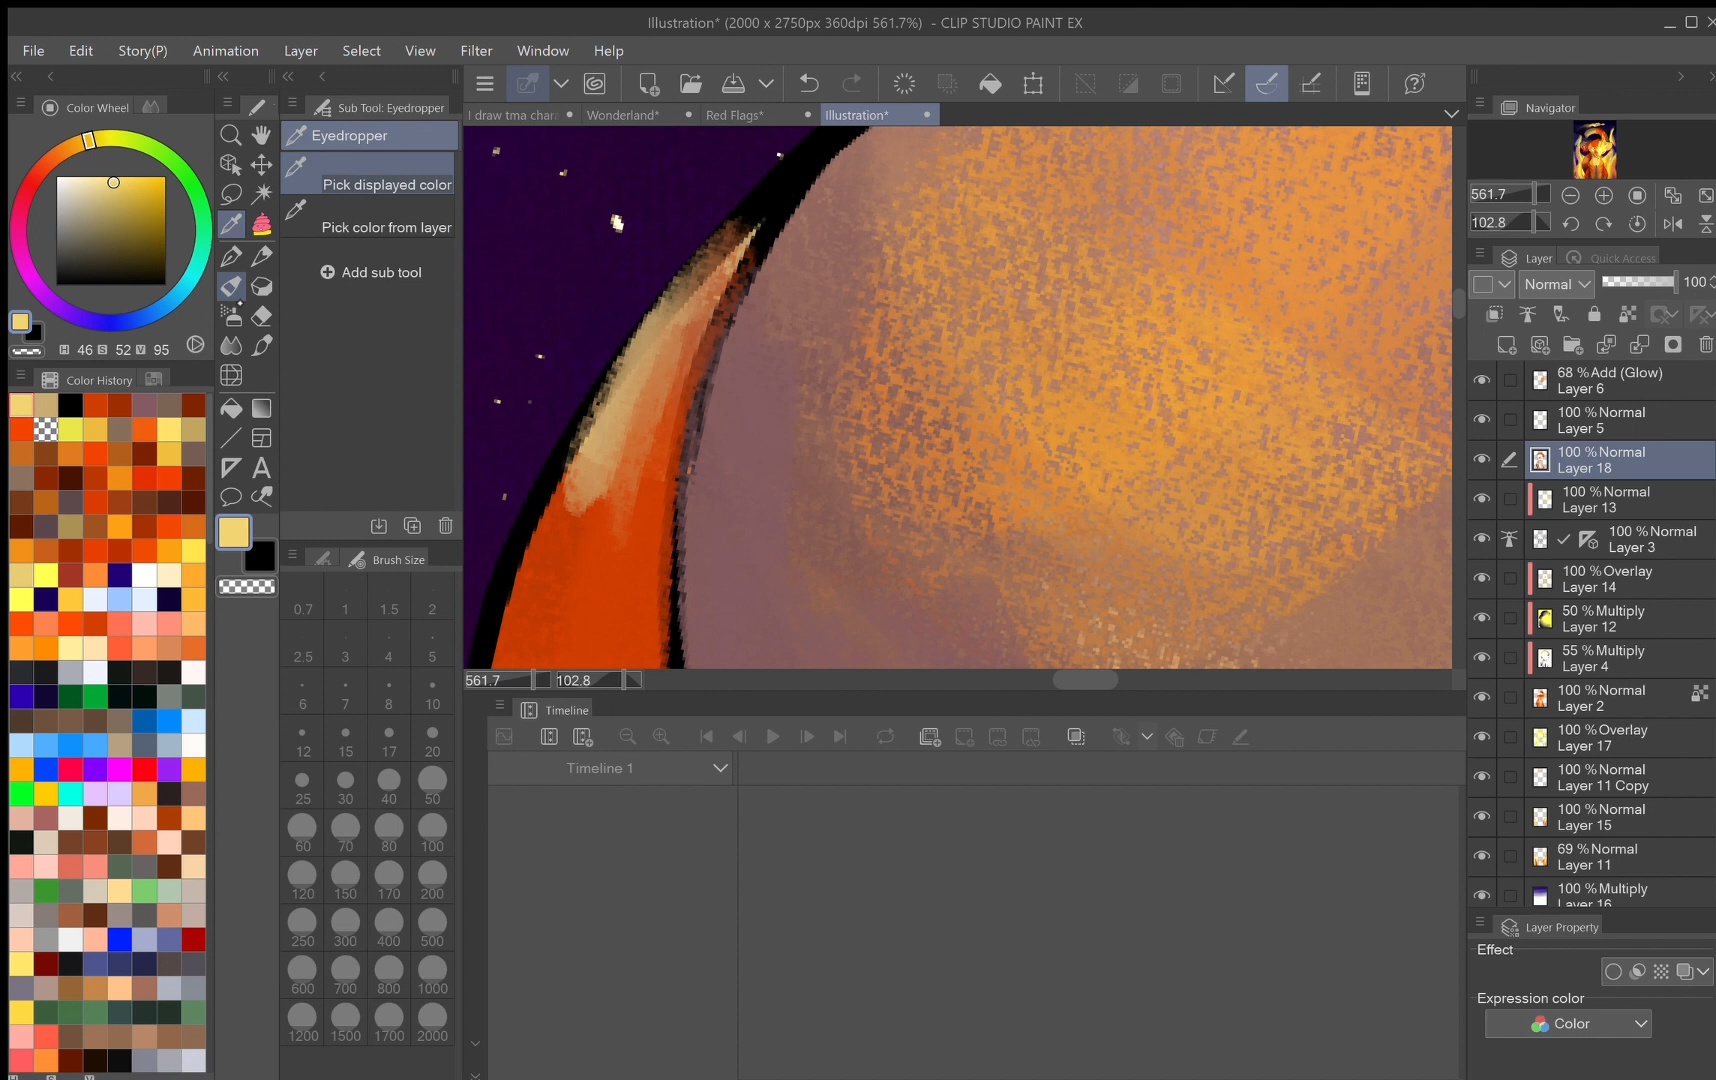 Illustration* (2000 x 2750px 360dpi 561.7%) - CLIP STUDIO PAINT EX
File Edit Story(P) Animation Layer Select View Filter Window Help
Color Wheel
Sub Tool: Eyedropper
I draw tma char
Wonderland*
Red Flags*
Illustration*
Navigator
Eyedropper
Pick displayed color
Pick color from layer
Add sub tool
561.7
102.8
Layer
Quick Access
Normal
100
H 46 S 52 V 95
Color History
68 %Add (Glow)
Layer 6
100 %Normal
Layer 5
100 %Normal
Layer 18
100 %Normal
Layer 13
100 %Normal
Layer 3
100 %Overlay
Layer 14
50 %Multiply
Layer 12
55 %Multiply
Layer 4
100 %Normal
Layer 2
100 %Overlay
Layer 17
100 %Normal
Layer 11 Copy
100 %Normal
Layer 15
69 %Normal
Layer 11
100 %Multiply
Layer 16
Brush Size
0.7 1 1.5 2
2.5 3 4 5
6 7 8 10
12 15 17 20
25 30 40 50
60 70 80 100
120 150 170 200
250 300 400 500
600 700 800 1000
1200 1500 1700 2000
561.7 102.8
Timeline
Timeline 1
Layer Property
Effect
Expression color
Color